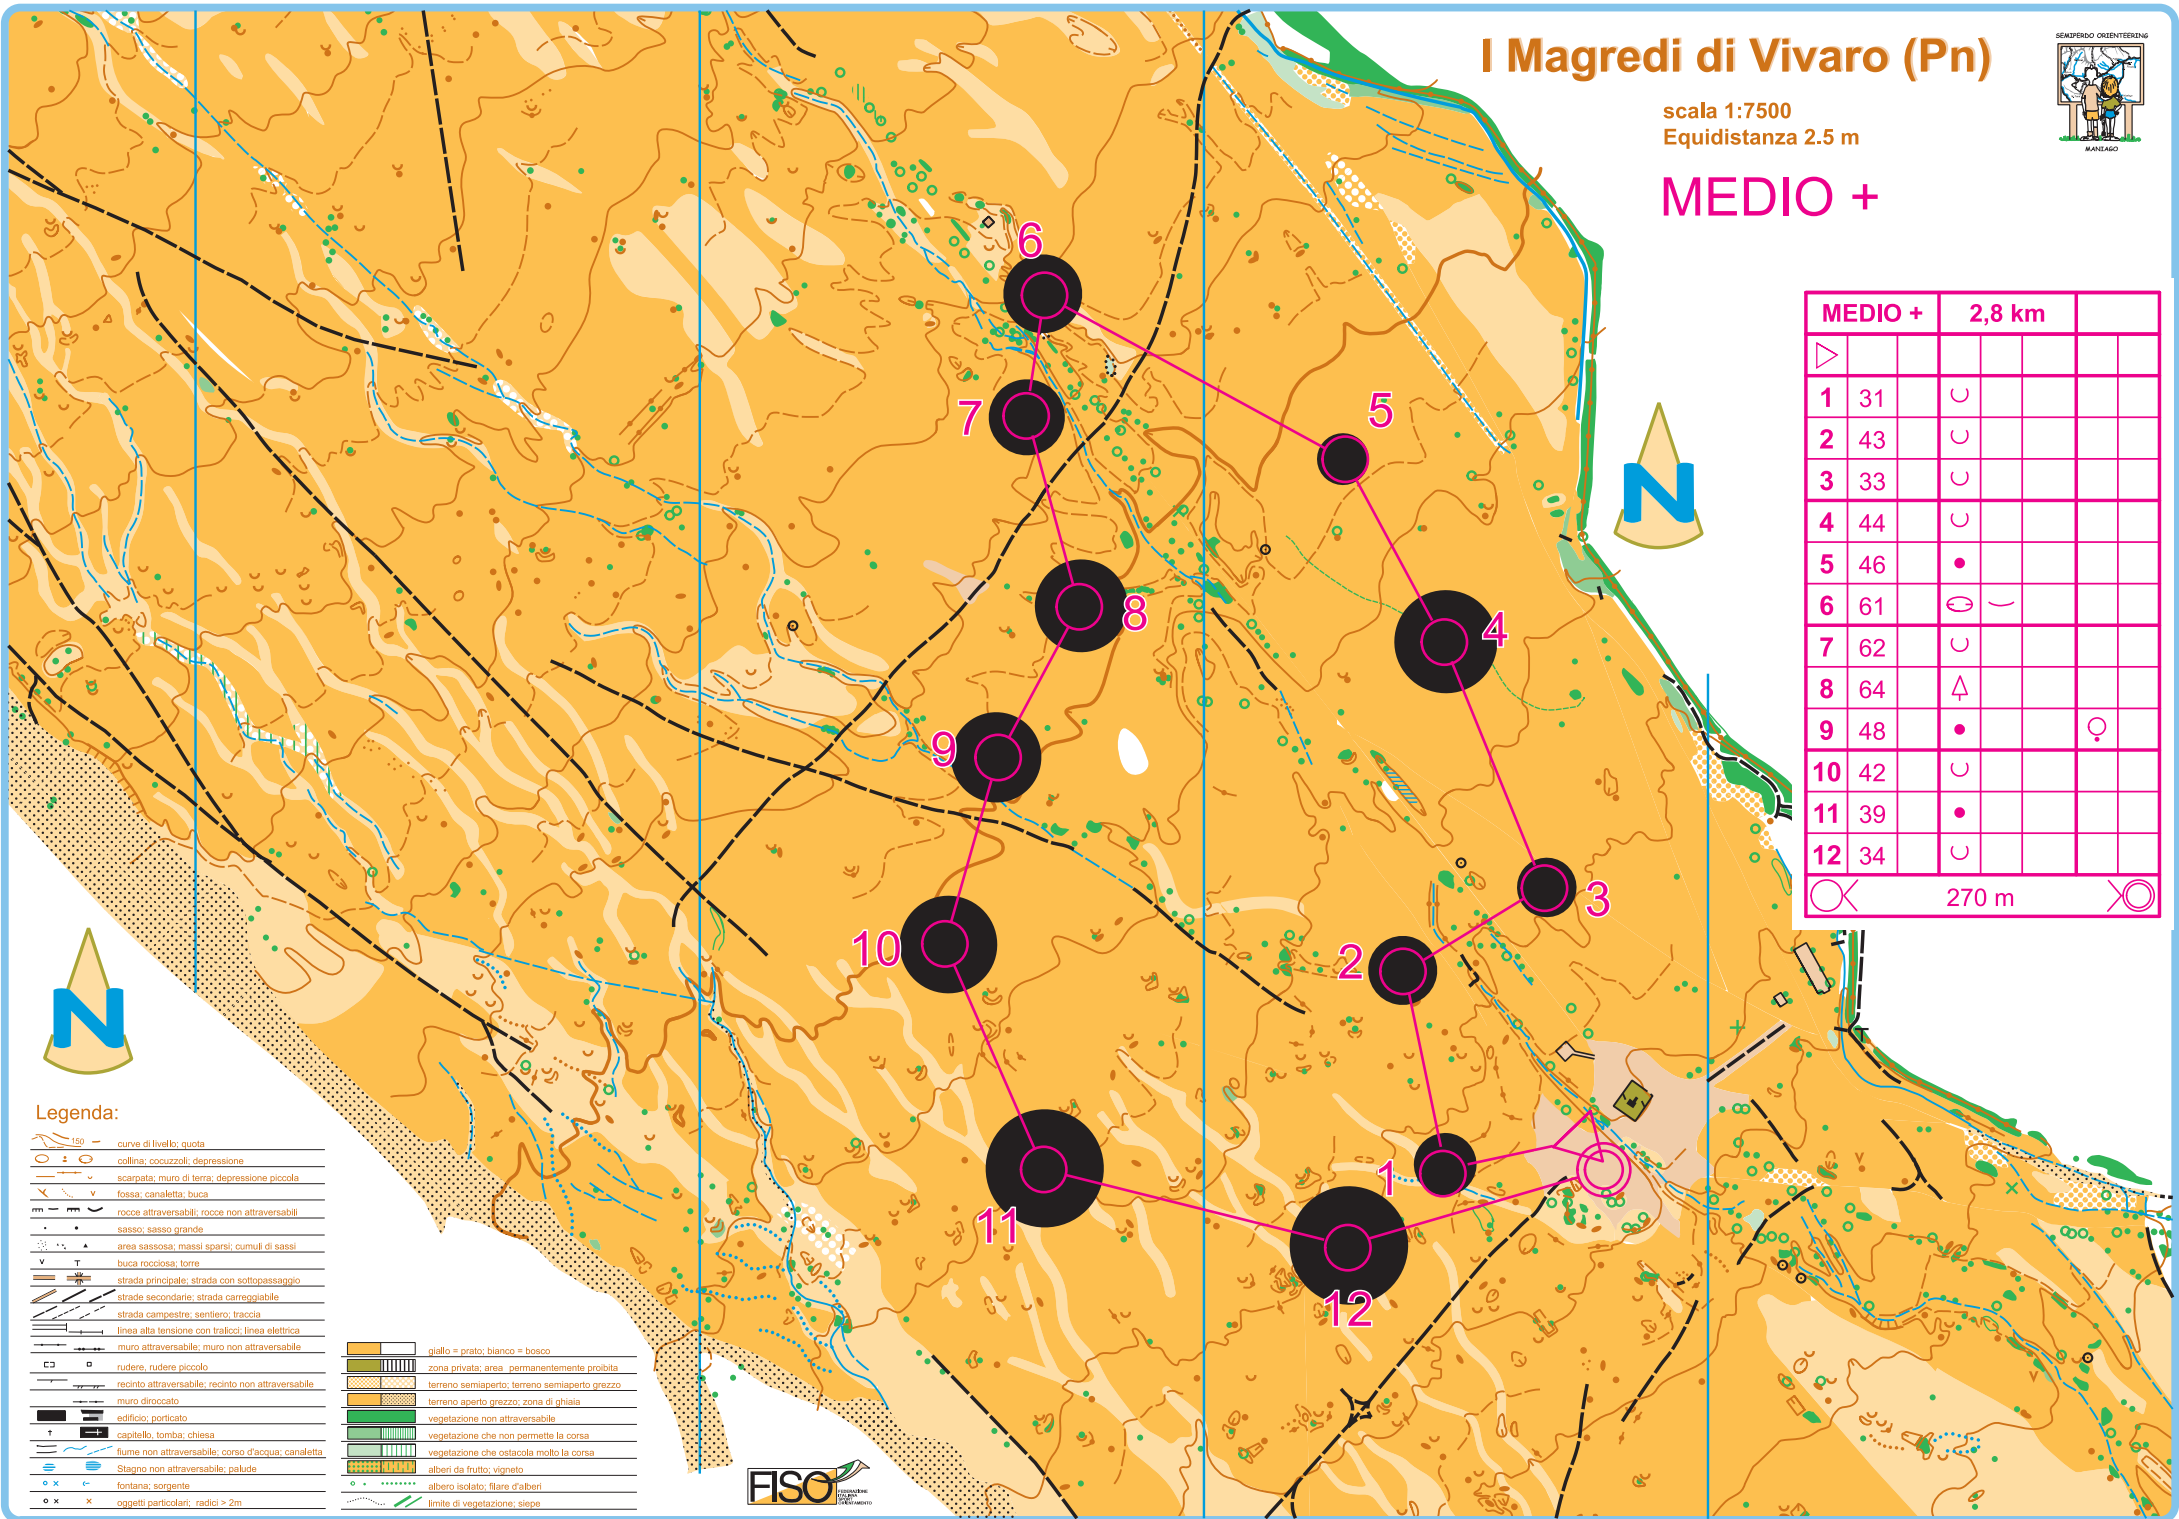 I Magredi di Vivaro (Pn)
scala 1:7500
Equidistanza 2.5 m
MEDIO +
SEMIPERDO ORIENTEERING
MANIAGO
MEDIO + 2,8 km
1 31
2 43
3 33
4 44
5 46
6 61
7 62
8 64
9 48
10 42
11 39
12 34
270 m
6
5
7
8
4
9
3
10
2
1
11
12
N
N
Legenda:
150
curve di livello; quota
collina; cocuzzoli; depressione
scarpata; muro di terra; depressione piccola
fossa; canaletta; buca
rocce attraversabili; rocce non attraversabili
sasso; sasso grande
area sassosa; massi sparsi; cumuli di sassi
buca rocciosa; torre
strada principale; strada con sottopassaggio
strade secondarie; strada carreggiabile
strada campestre; sentiero; traccia
linea alta tensione con tralicci; linea elettrica
muro attraversabile; muro non attraversabile
rudere, rudere piccolo
recinto attraversabile; recinto non attraversabile
muro diroccato
edificio; porticato
capitello, tomba; chiesa
fiume non attraversabile; corso d'acqua; canaletta
Stagno non attraversabile; palude
fontana; sorgente
oggetti particolari; radici > 2m
giallo = prato; bianco = bosco
zona privata; area permanentemente proibita
terreno semiaperto; terreno semiaperto grezzo
terreno aperto grezzo; zona di ghiaia
vegetazione non attraversabile
vegetazione che non permette la corsa
vegetazione che ostacola molto la corsa
alberi da frutto; vigneto
albero isolato; filare d'alberi
limite di vegetazione; siepe
FISO
FEDERAZIONE
ITALIANA
SPORT
ORIENTAMENTO